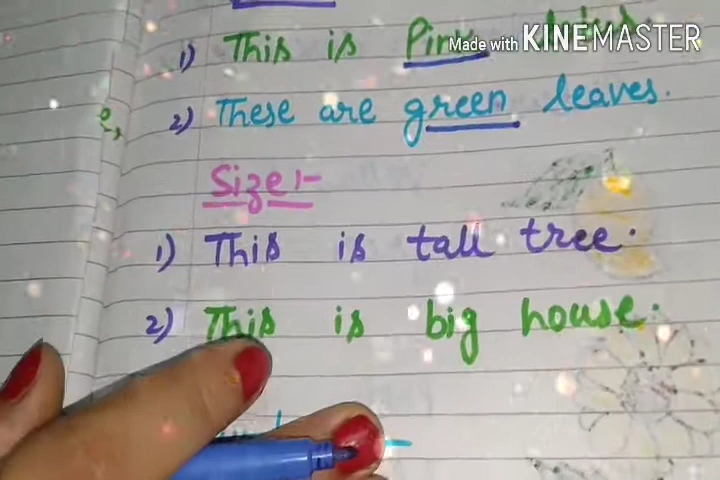 1) This is Pink
Made with KINEMASTER
2) These are green leaves.
Size :-
1) This is tall tree.
2) This is big house.